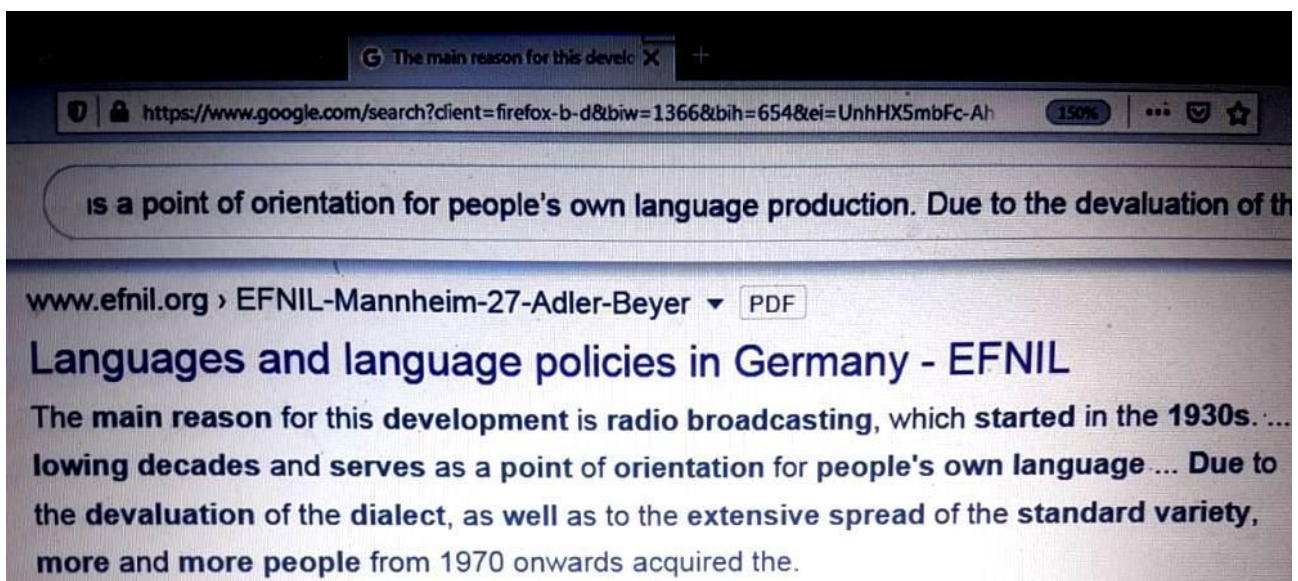 G The main reason for this develo
https://www.google.com/search?client=firefox-b-d&biw=1366&bih=654&ei=UnhHX5mbFc-Ah 150%
is a point of orientation for people's own language production. Due to the devaluation of th
www.efnil.org › EFNIL-Mannheim-27-Adler-Beyer PDF
Languages and language policies in Germany - EFNIL
The main reason for this development is radio broadcasting, which started in the 1930s. ...
lowing decades and serves as a point of orientation for people's own language ... Due to
the devaluation of the dialect, as well as to the extensive spread of the standard variety,
more and more people from 1970 onwards acquired the.